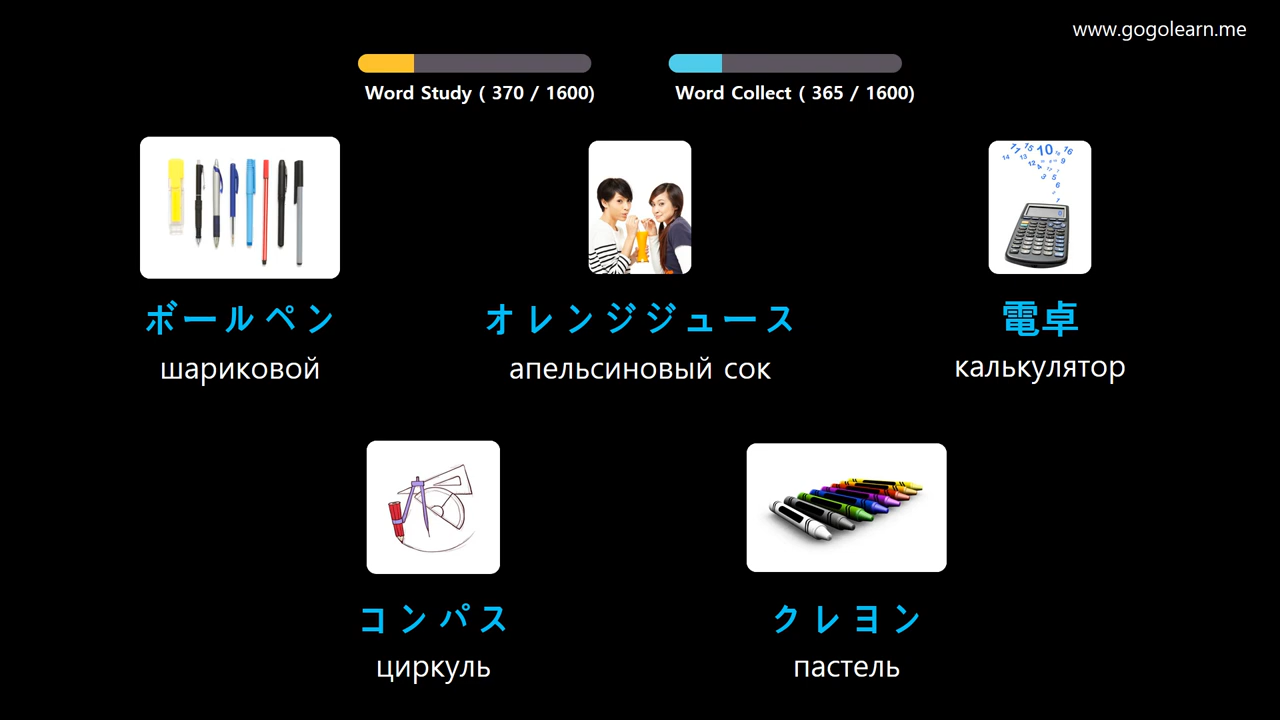 www.gogolearn.me
Word Study ( 370 / 1600)
Word Collect ( 365 / 1600)
ボールペン
шариковой
オレンジジュース
апельсиновый сок
電卓
калькулятор
コンパス
циркуль
クレヨン
пастель